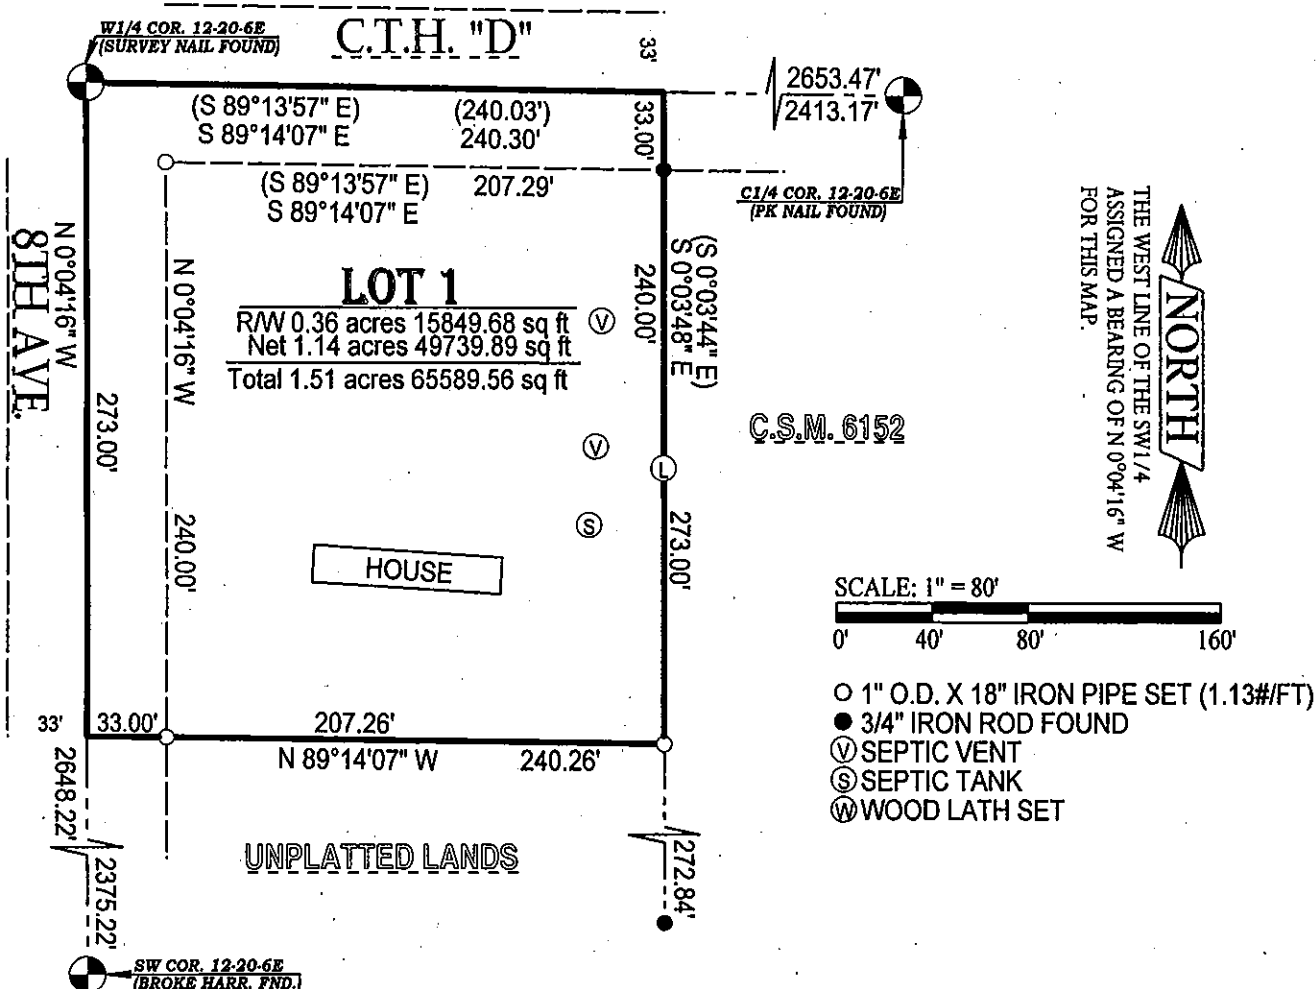 W1/4 COR. 12-20-6E
(SURVEY NAIL FOUND)
C.T.H. "D"
33'
2653.47'
2413.17'
(S 89°13'57" E) (240.03')
S 89°14'07" E 240.30'
33.00'
(S 89°13'57" E) 207.29'
S 89°14'07" E
C1/4 COR. 12-20-6E
(PK NAIL FOUND)
8TH AVE.
N 0°04'16" W
273.00'
N 0°04'16" W
240.00'
LOT 1
R/W 0.36 acres 15849.68 sq ft
Net 1.14 acres 49739.89 sq ft
Total 1.51 acres 65589.56 sq ft
V
V
L
S
HOUSE
(S 0°03'44" E)
S 0°03'48" E
240.00'
273.00'
C.S.M. 6152
THE WEST LINE OF THE SW1/4
ASSIGNED A BEARING OF N 0°04'16" W
FOR THIS MAP.
NORTH
SCALE: 1" = 80'
0' 40' 80' 160'
1" O.D. X 18" IRON PIPE SET (1.13#/FT)
3/4" IRON ROD FOUND
V SEPTIC VENT
S SEPTIC TANK
W WOOD LATH SET
33' 33.00' 207.26'
N 89°14'07" W 240.26'
2648.22'
2375.22'
UNPLATTED LANDS
272.84'
SW COR. 12-20-6E
(BROKE HARR. FND.)